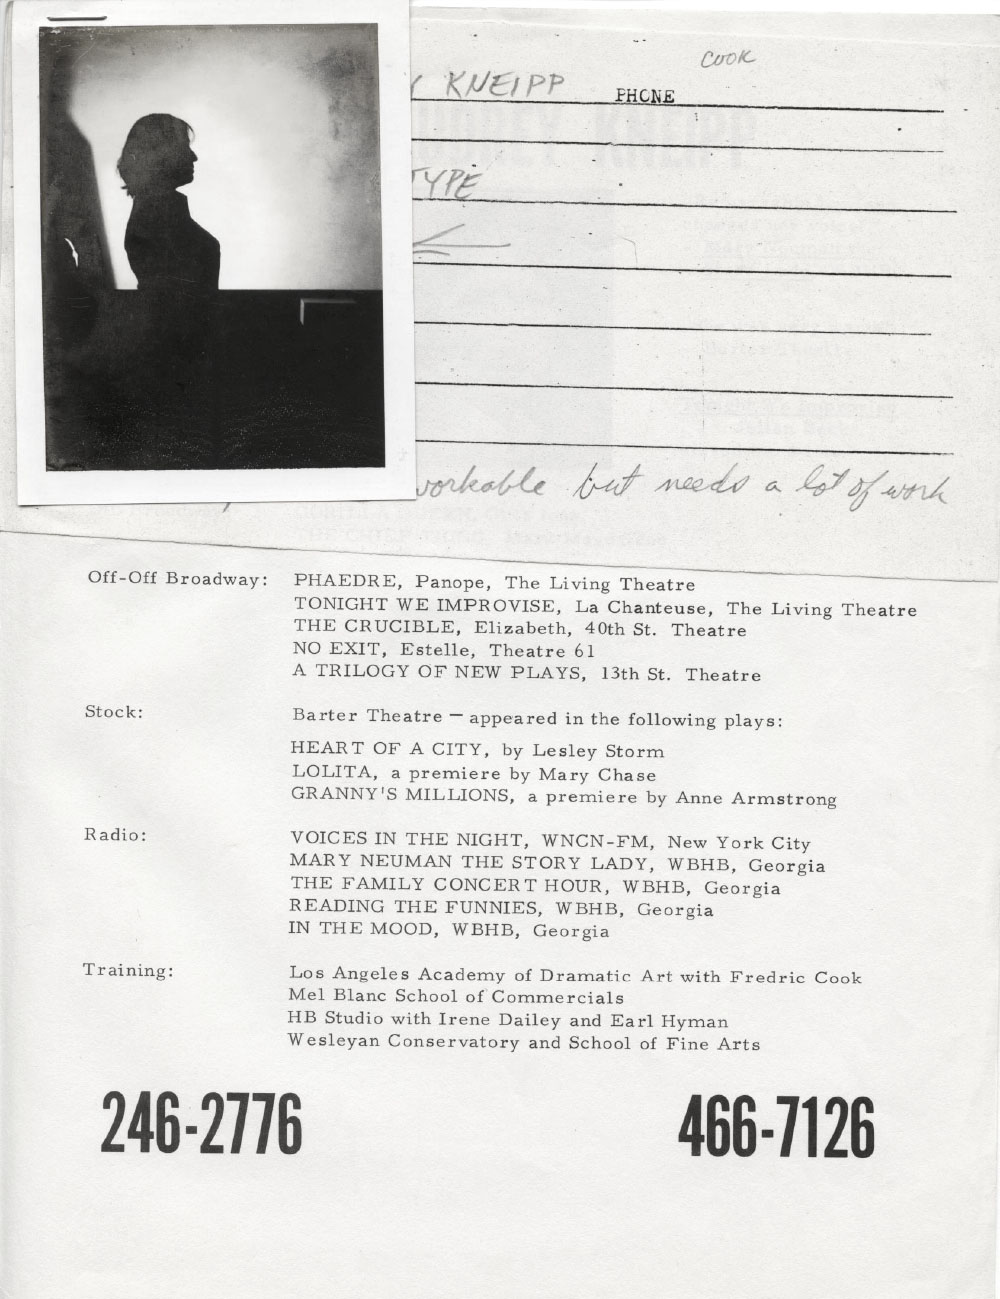 COOK
KNEIPP PHONE
TYPE
workable but needs a lot of work
Off-Off Broadway: PHAEDRE, Panope, The Living Theatre
TONIGHT WE IMPROVISE, La Chanteuse, The Living Theatre
THE CRUCIBLE, Elizabeth, 40th St. Theatre
NO EXIT, Estelle, Theatre 61
A TRILOGY OF NEW PLAYS, 13th St. Theatre
Stock: Barter Theatre — appeared in the following plays:
HEART OF A CITY, by Lesley Storm
LOLITA, a premiere by Mary Chase
GRANNY'S MILLIONS, a premiere by Anne Armstrong
Radio: VOICES IN THE NIGHT, WNCN-FM, New York City
MARY NEUMAN THE STORY LADY, WBHB, Georgia
THE FAMILY CONCERT HOUR, WBHB, Georgia
READING THE FUNNIES, WBHB, Georgia
IN THE MOOD, WBHB, Georgia
Training: Los Angeles Academy of Dramatic Art with Fredric Cook
Mel Blanc School of Commercials
HB Studio with Irene Dailey and Earl Hyman
Wesleyan Conservatory and School of Fine Arts
246-2776 466-7126